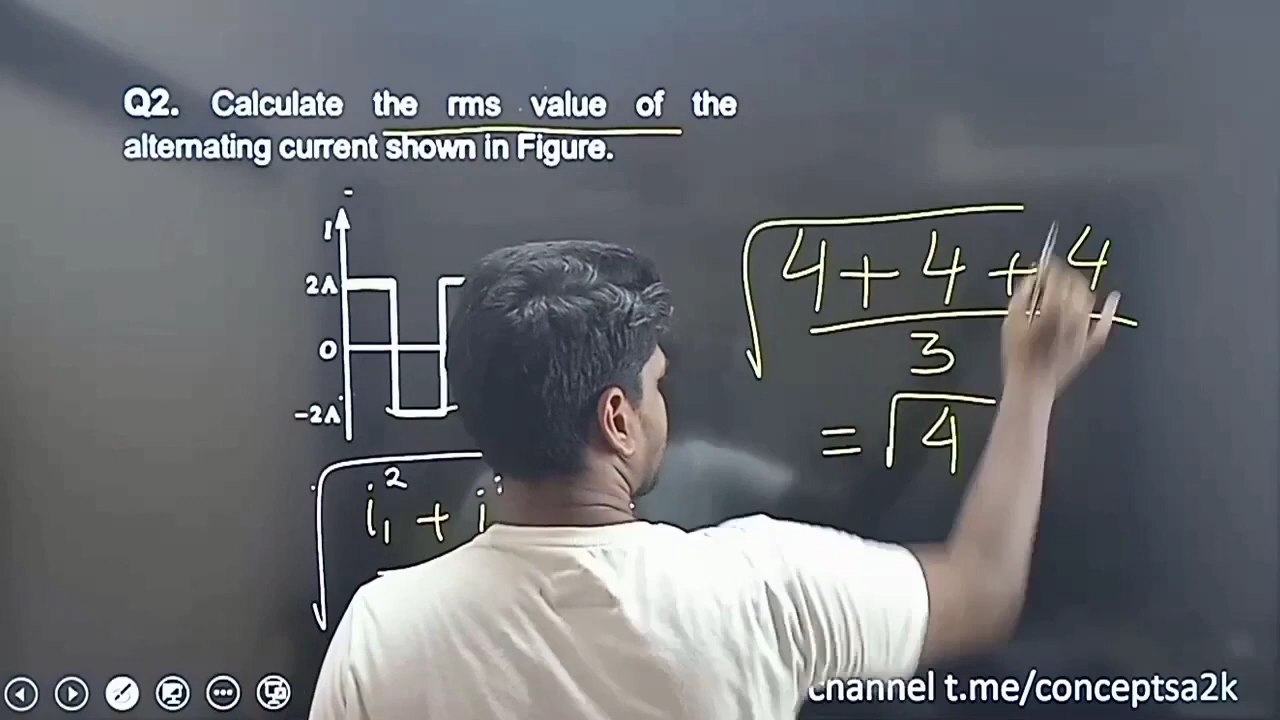 Q2. Calculate the rms value of the
alternating current shown in Figure.
I
2A
0
-2A
√4+4+4
3
=√4
i₁² + i
channel t.me/conceptsa2k